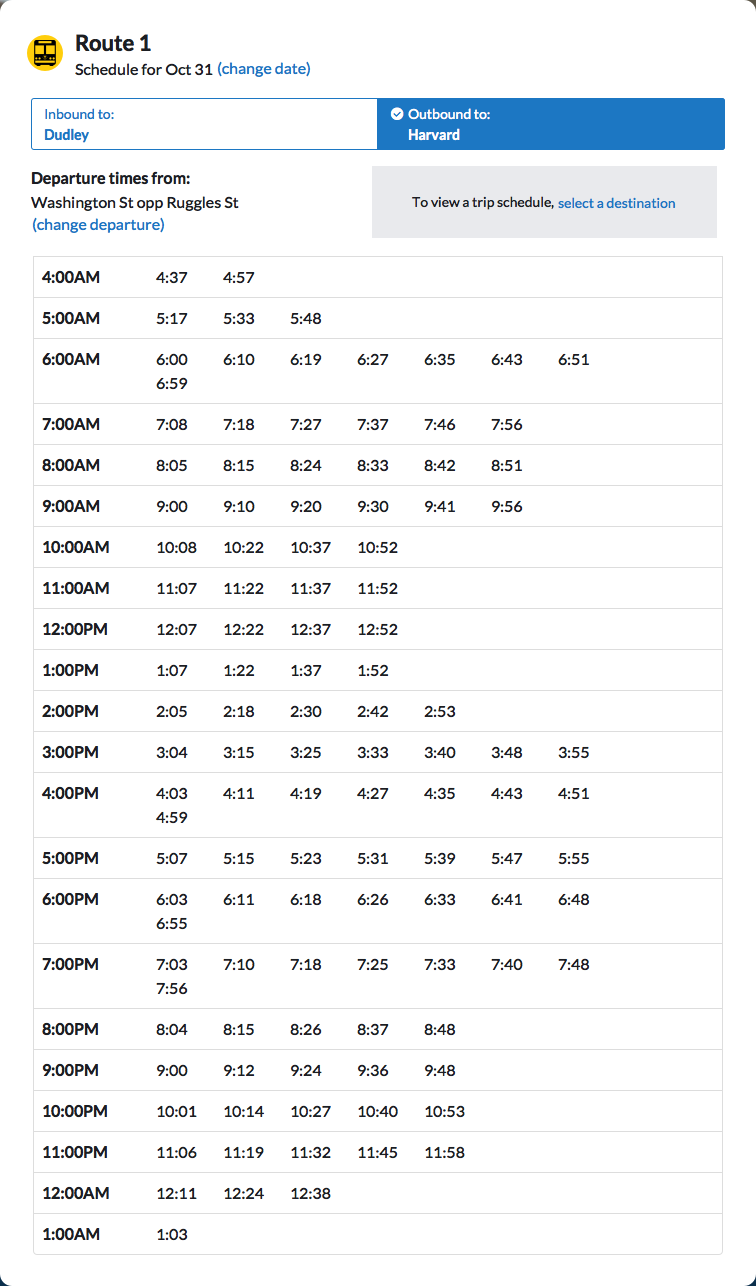 Route 1
Schedule for Oct 31 (change date)
Inbound to:
Dudley
Outbound to:
Harvard
Departure times from:
Washington St opp Ruggles St
(change departure)
To view a trip schedule, select a destination
4:00AM 4:37 4:57
5:00AM 5:17 5:33 5:48
6:00AM 6:00 6:10 6:19 6:27 6:35 6:43 6:51
6:59
7:00AM 7:08 7:18 7:27 7:37 7:46 7:56
8:00AM 8:05 8:15 8:24 8:33 8:42 8:51
9:00AM 9:00 9:10 9:20 9:30 9:41 9:56
10:00AM 10:08 10:22 10:37 10:52
11:00AM 11:07 11:22 11:37 11:52
12:00PM 12:07 12:22 12:37 12:52
1:00PM 1:07 1:22 1:37 1:52
2:00PM 2:05 2:18 2:30 2:42 2:53
3:00PM 3:04 3:15 3:25 3:33 3:40 3:48 3:55
4:00PM 4:03 4:11 4:19 4:27 4:35 4:43 4:51
4:59
5:00PM 5:07 5:15 5:23 5:31 5:39 5:47 5:55
6:00PM 6:03 6:11 6:18 6:26 6:33 6:41 6:48
6:55
7:00PM 7:03 7:10 7:18 7:25 7:33 7:40 7:48
7:56
8:00PM 8:04 8:15 8:26 8:37 8:48
9:00PM 9:00 9:12 9:24 9:36 9:48
10:00PM 10:01 10:14 10:27 10:40 10:53
11:00PM 11:06 11:19 11:32 11:45 11:58
12:00AM 12:11 12:24 12:38
1:00AM 1:03